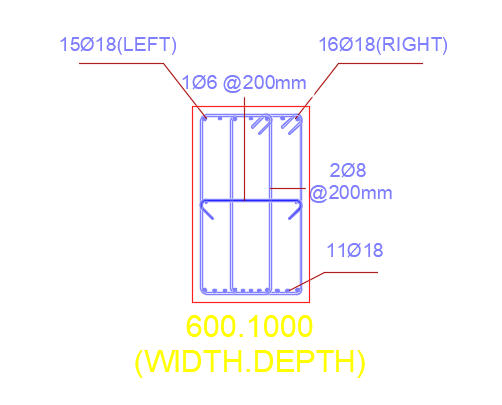 15Ø18(LEFT)
16Ø18(RIGHT)
1Ø6 @200mm
2Ø8
@200mm
11Ø18
600.1000
(WIDTH.DEPTH)